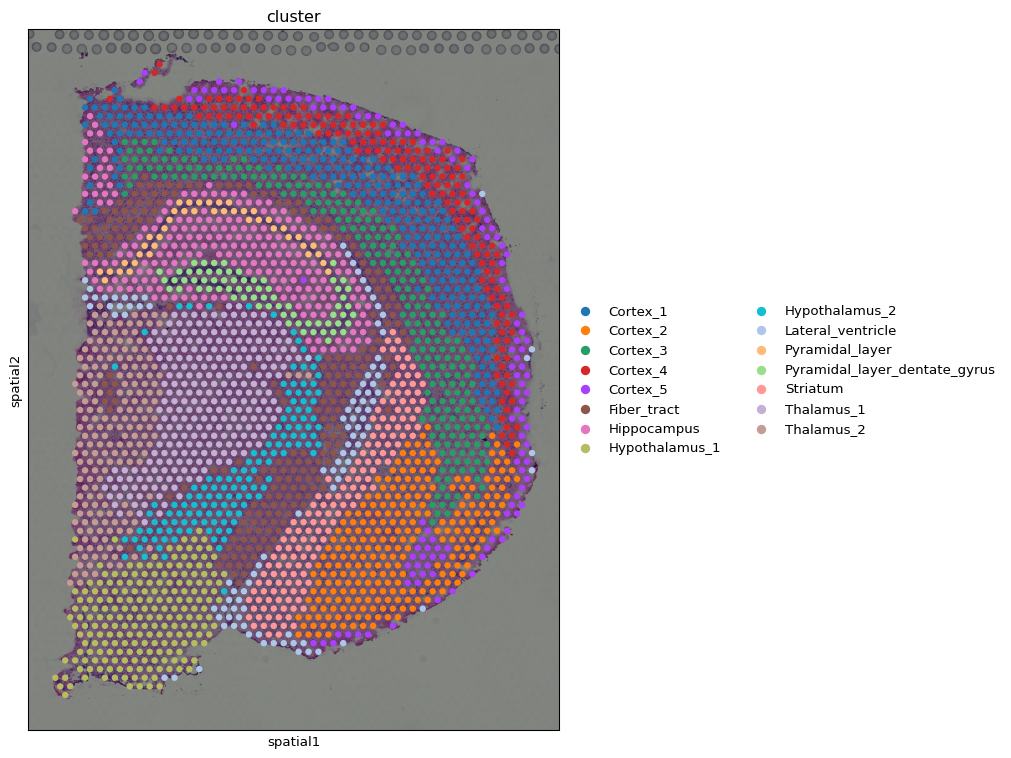 cluster
spatial2
spatial1
Cortex_1
Cortex_2
Cortex_3
Cortex_4
Cortex_5
Fiber_tract
Hippocampus
Hypothalamus_1
Hypothalamus_2
Lateral_ventricle
Pyramidal_layer
Pyramidal_layer_dentate_gyrus
Striatum
Thalamus_1
Thalamus_2